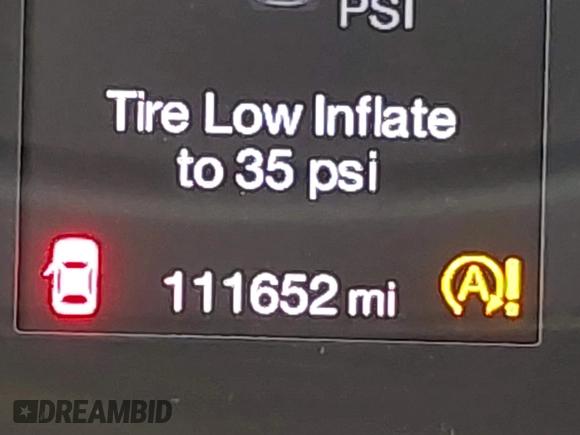 PSI
Tire Low Inflate
to 35 psi
111652 mi
A!
DREAMBID